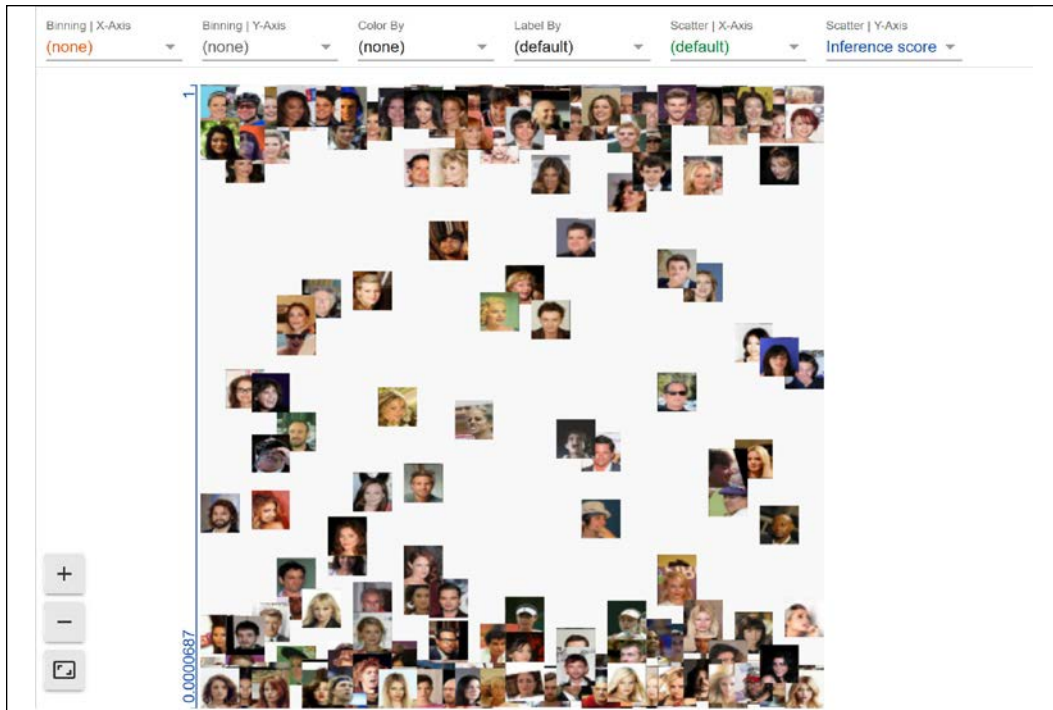 Binning | X-Axis
(none)
Binning | Y-Axis
(none)
Color By
(none)
Label By
(default)
Scatter | X-Axis
(default)
Scatter | Y-Axis
Inference score
1
0.0000687